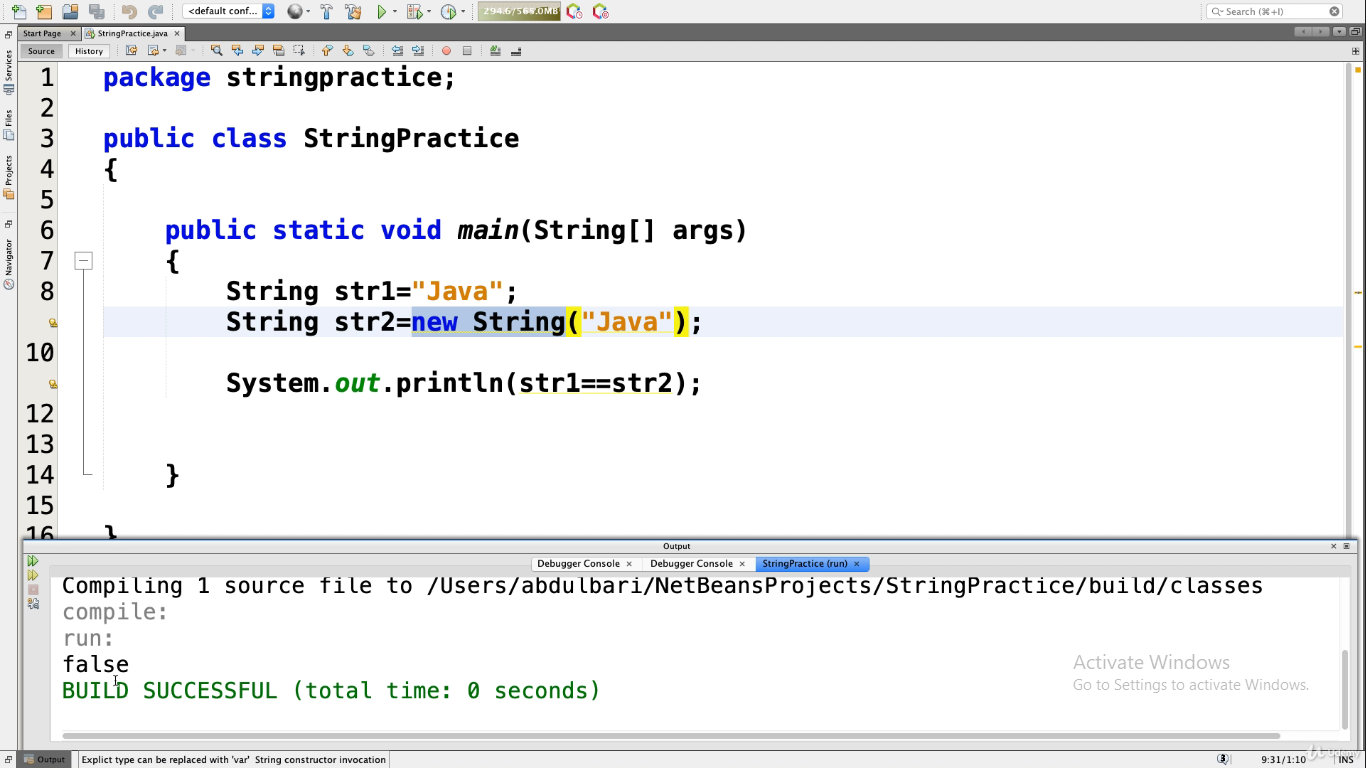 <default conf...
294.6/565.0MB
Search (⌘+I)
Start Page
StringPractice.java
Source
History
Services
Files
Projects
Navigator
1 package stringpractice;
2
3 public class StringPractice
4 {
5
6 public static void main(String[] args)
7 {
8 String str1="Java";
String str2=new String("Java");
10
System.out.println(str1==str2);
12
13
14 }
15
16 }
Output
Debugger Console
Debugger Console
StringPractice (run)
Compiling 1 source file to /Users/abdulbari/NetBeansProjects/StringPractice/build/classes
compile:
run:
false
BUILD SUCCESSFUL (total time: 0 seconds)
Activate Windows
Go to Settings to activate Windows.
Output
Explict type can be replaced with 'var' String constructor invocation
9:31/1:10
INS
Udemy